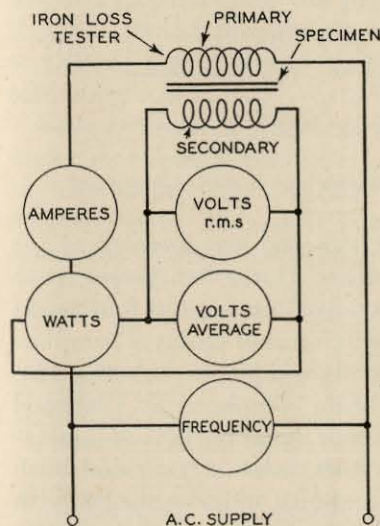 IRON LOSS
TESTER
PRIMARY
SPECIMEN
SECONDARY
AMPERES
VOLTS
r.m.s
WATTS
VOLTS
AVERAGE
FREQUENCY
A.C. SUPPLY